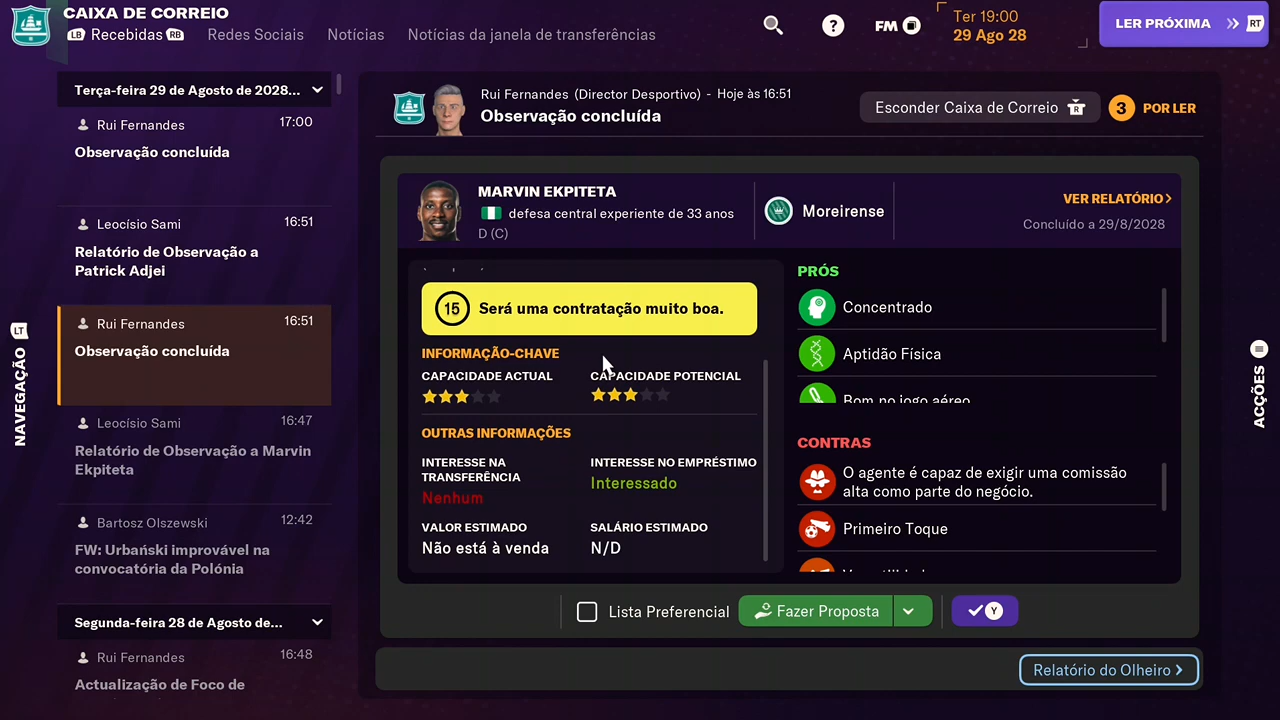 CAIXA DE CORREIO
LB Recebidas RB
Redes Sociais
Notícias
Notícias da janela de transferências
?
FM
Ter 19:00
29 Ago 28
LER PRÓXIMA
RT
Terça-feira 29 de Agosto de 2028...
Rui Fernandes
17:00
Observação concluída
Leocísio Sami
16:51
Relatório de Observação a
Patrick Adjei
Rui Fernandes
16:51
Observação concluída
Leocísio Sami
16:47
Relatório de Observação a Marvin
Ekpiteta
Bartosz Olszewski
12:42
FW: Urbański improvável na
convocatória da Polónia
Segunda-feira 28 de Agosto de...
Rui Fernandes
16:48
Actualização de Foco de
LT
NAVEGAÇÃO
Rui Fernandes (Director Desportivo) - Hoje às 16:51
Observação concluída
Esconder Caixa de Correio
R
3 POR LER
MARVIN EKPITETA
defesa central experiente de 33 anos
D (C)
Moreirense
VER RELATÓRIO>
Concluído a 29/8/2028
15 Será uma contratação muito boa.
INFORMAÇÃO-CHAVE
CAPACIDADE ACTUAL
CAPACIDADE POTENCIAL
OUTRAS INFORMAÇÕES
INTERESSE NA
TRANSFERÊNCIA
Nenhum
INTERESSE NO EMPRÉSTIMO
Interessado
VALOR ESTIMADO
Não está à venda
SALÁRIO ESTIMADO
N/D
PRÓS
Concentrado
Aptidão Física
Bom no jogo aéreo
CONTRAS
O agente é capaz de exigir uma comissão
alta como parte do negócio.
Primeiro Toque
Lista Preferencial
Fazer Proposta
Y
Relatório do Olheiro >
ACÇÕES